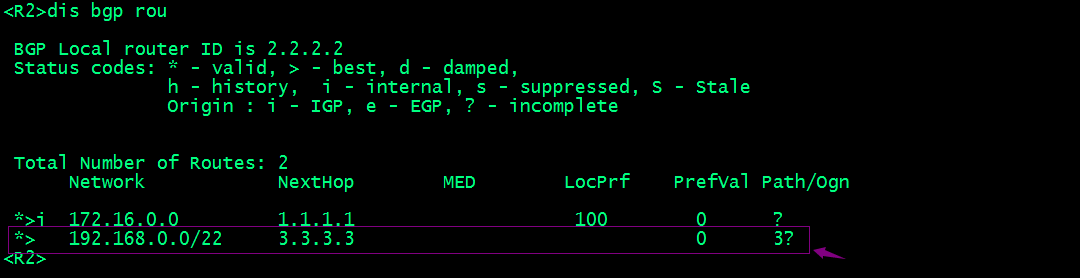 <R2>dis bgp rou
BGP Local router ID is 2.2.2.2
Status codes: * - valid, > - best, d - damped,
h - history,  i - internal, s - suppressed, S - Stale
Origin : i - IGP, e - EGP, ? - incomplete
Total Number of Routes: 2
Network NextHop MED LocPrf PrefVal Path/Ogn
*>i 172.16.0.0 1.1.1.1 100 0 ?
*> 192.168.0.0/22 3.3.3.3 0 3?
<R2>